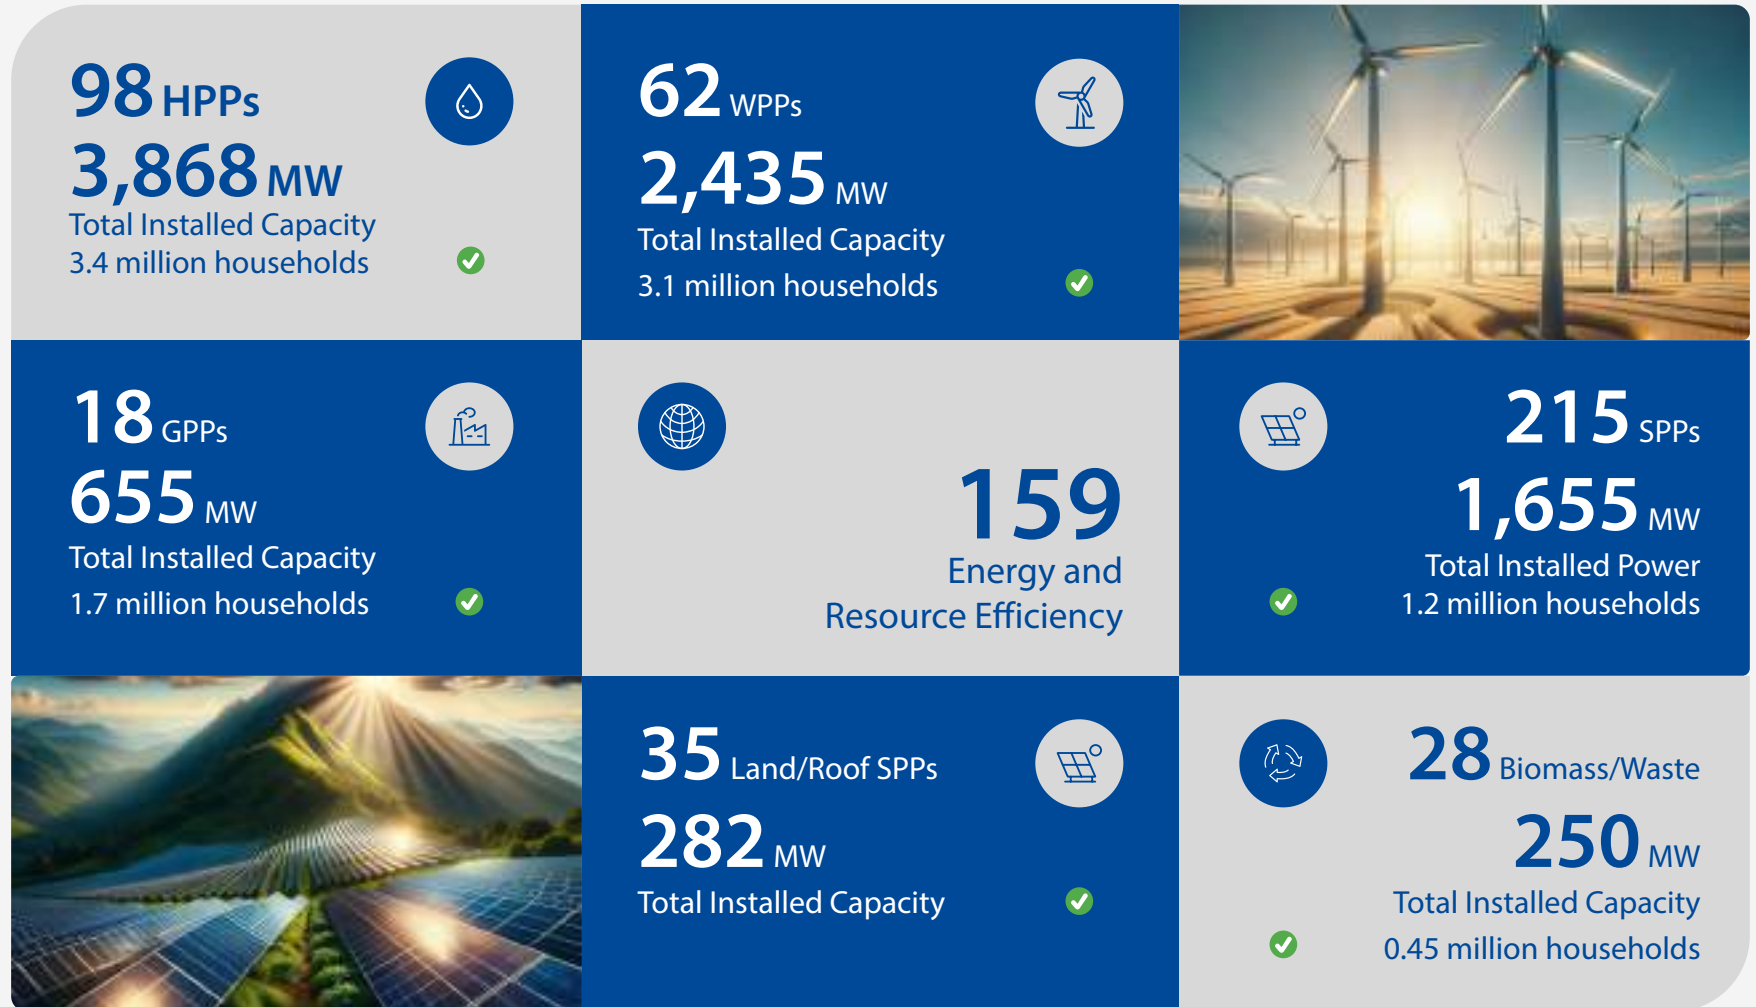 98 HPPs
3,868 MW
Total Installed Capacity
3.4 million households
62 WPPs
2,435 MW
Total Installed Capacity
3.1 million households
18 GPPs
655 MW
Total Installed Capacity
1.7 million households
159
Energy and
Resource Efficiency
215 SPPs
1,655 MW
Total Installed Power
1.2 million households
35 Land/Roof SPPs
282 MW
Total Installed Capacity
28 Biomass/Waste
250 MW
Total Installed Capacity
0.45 million households